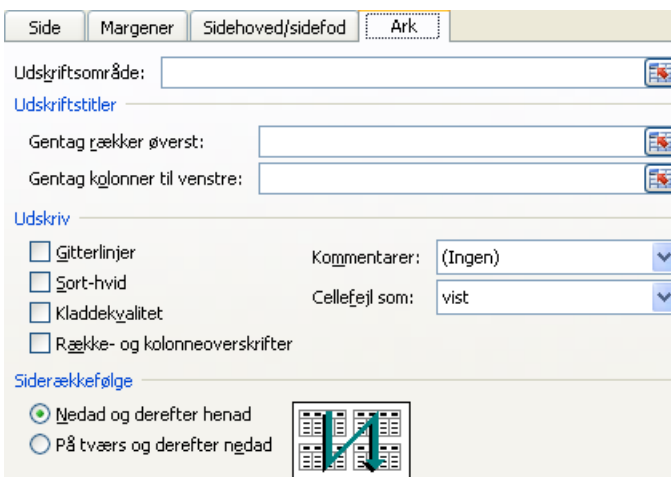 Side Margener Sidehoved/sidefod Ark
Udskriftsområde:
Udskriftstitler
Gentag rækker øverst:
Gentag kolonner til venstre:
Udskriv
Gitterlinjer
Kommentarer: (Ingen)
Sort-hvid
Cellefejl som: vist
Kladdekvalitet
Række- og kolonneoverskrifter
Siderækkefølge
Nedad og derefter henad
På tværs og derefter nedad